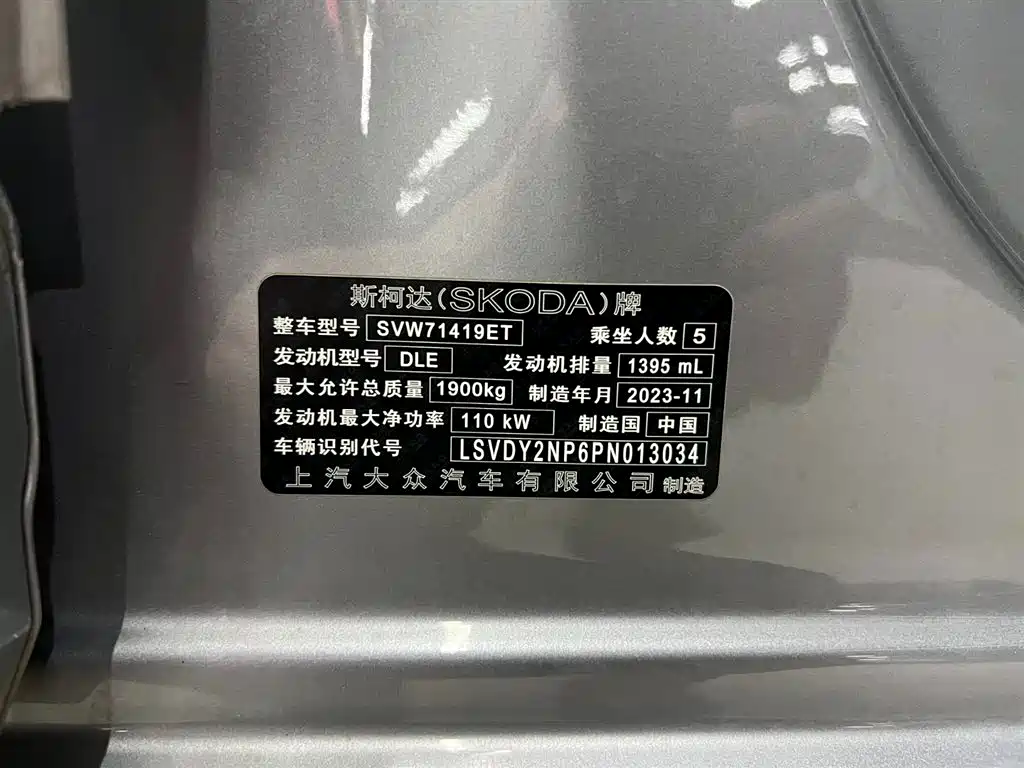 斯柯达(SKODA)牌
整车型号 SVW71419ET 乘坐人数 5
发动机型号 DLE 发动机排量 1395 mL
最大允许总质量 1900kg 制造年月 2023-11
发动机最大净功率 110 kW 制造国 中国
车辆识别代号 LSVDY2NP6PN013034
上汽大众汽车有限公司 制造